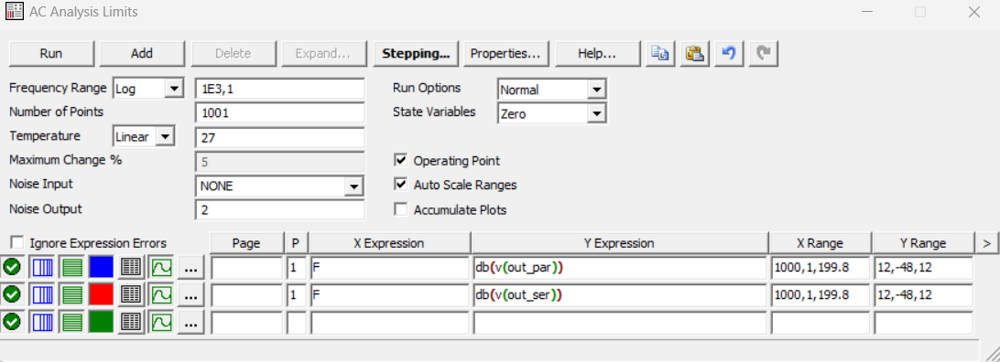 AC Analysis Limits
Run Add Delete Expand... Stepping... Properties... Help...
Frequency Range Log 1E3,1 Run Options Normal
Number of Points 1001 State Variables Zero
Temperature Linear 27
Maximum Change % 5 Operating Point
Noise Input NONE Auto Scale Ranges
Noise Output 2 Accumulate Plots
Ignore Expression Errors Page P X Expression Y Expression X Range Y Range >
... 1 F db(v(out_par)) 1000,1,199.8 12,-48,12
... 1 F db(v(out_ser)) 1000,1,199.8 12,-48,12
...